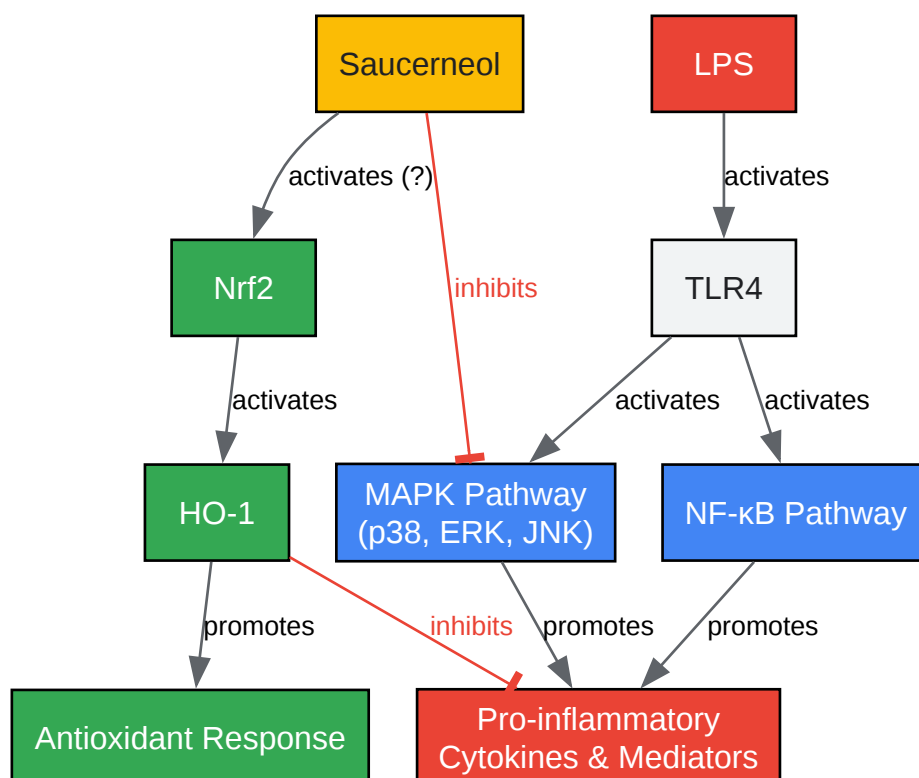 Saucerneol
LPS
activates (?)
activates
Nrf2
inhibits
TLR4
activates
activates
activates
HO-1
MAPK Pathway
(p38, ERK, JNK)
NF-κB Pathway
promotes
inhibits
promotes
promotes
Antioxidant Response
Pro-inflammatory
Cytokines & Mediators